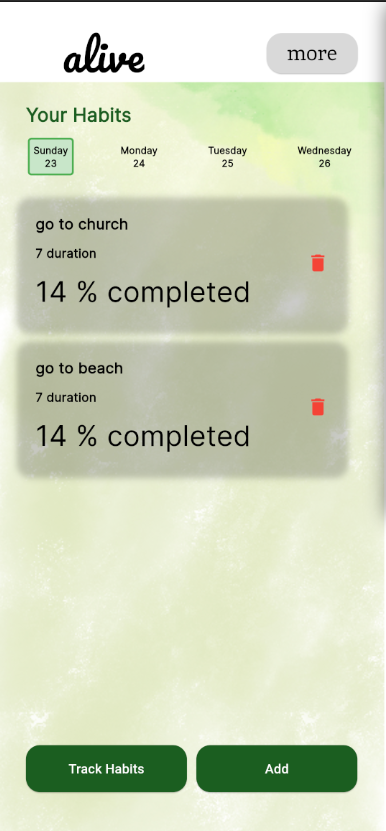 alive
more
Your Habits
Sunday Monday Tuesday Wednesday
23 24 25 26
go to church
7 duration
14 % completed
go to beach
7 duration
14 % completed
Track Habits Add